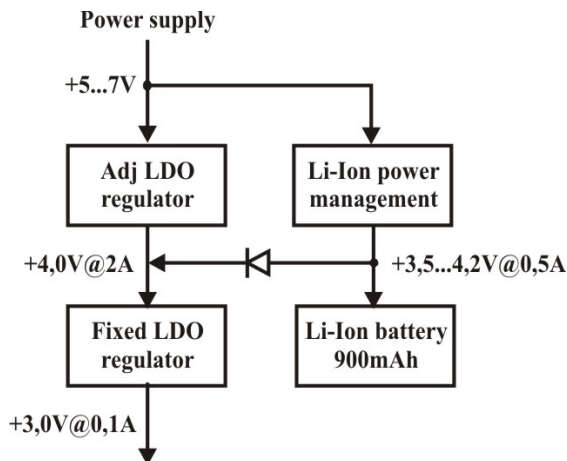 Power supply
+5...7V
Adj LDO
regulator
Li-Ion power
management
+4,0V@2A
+3,5...4,2V@0,5A
Fixed LDO
regulator
Li-Ion battery
900mAh
+3,0V@0,1A